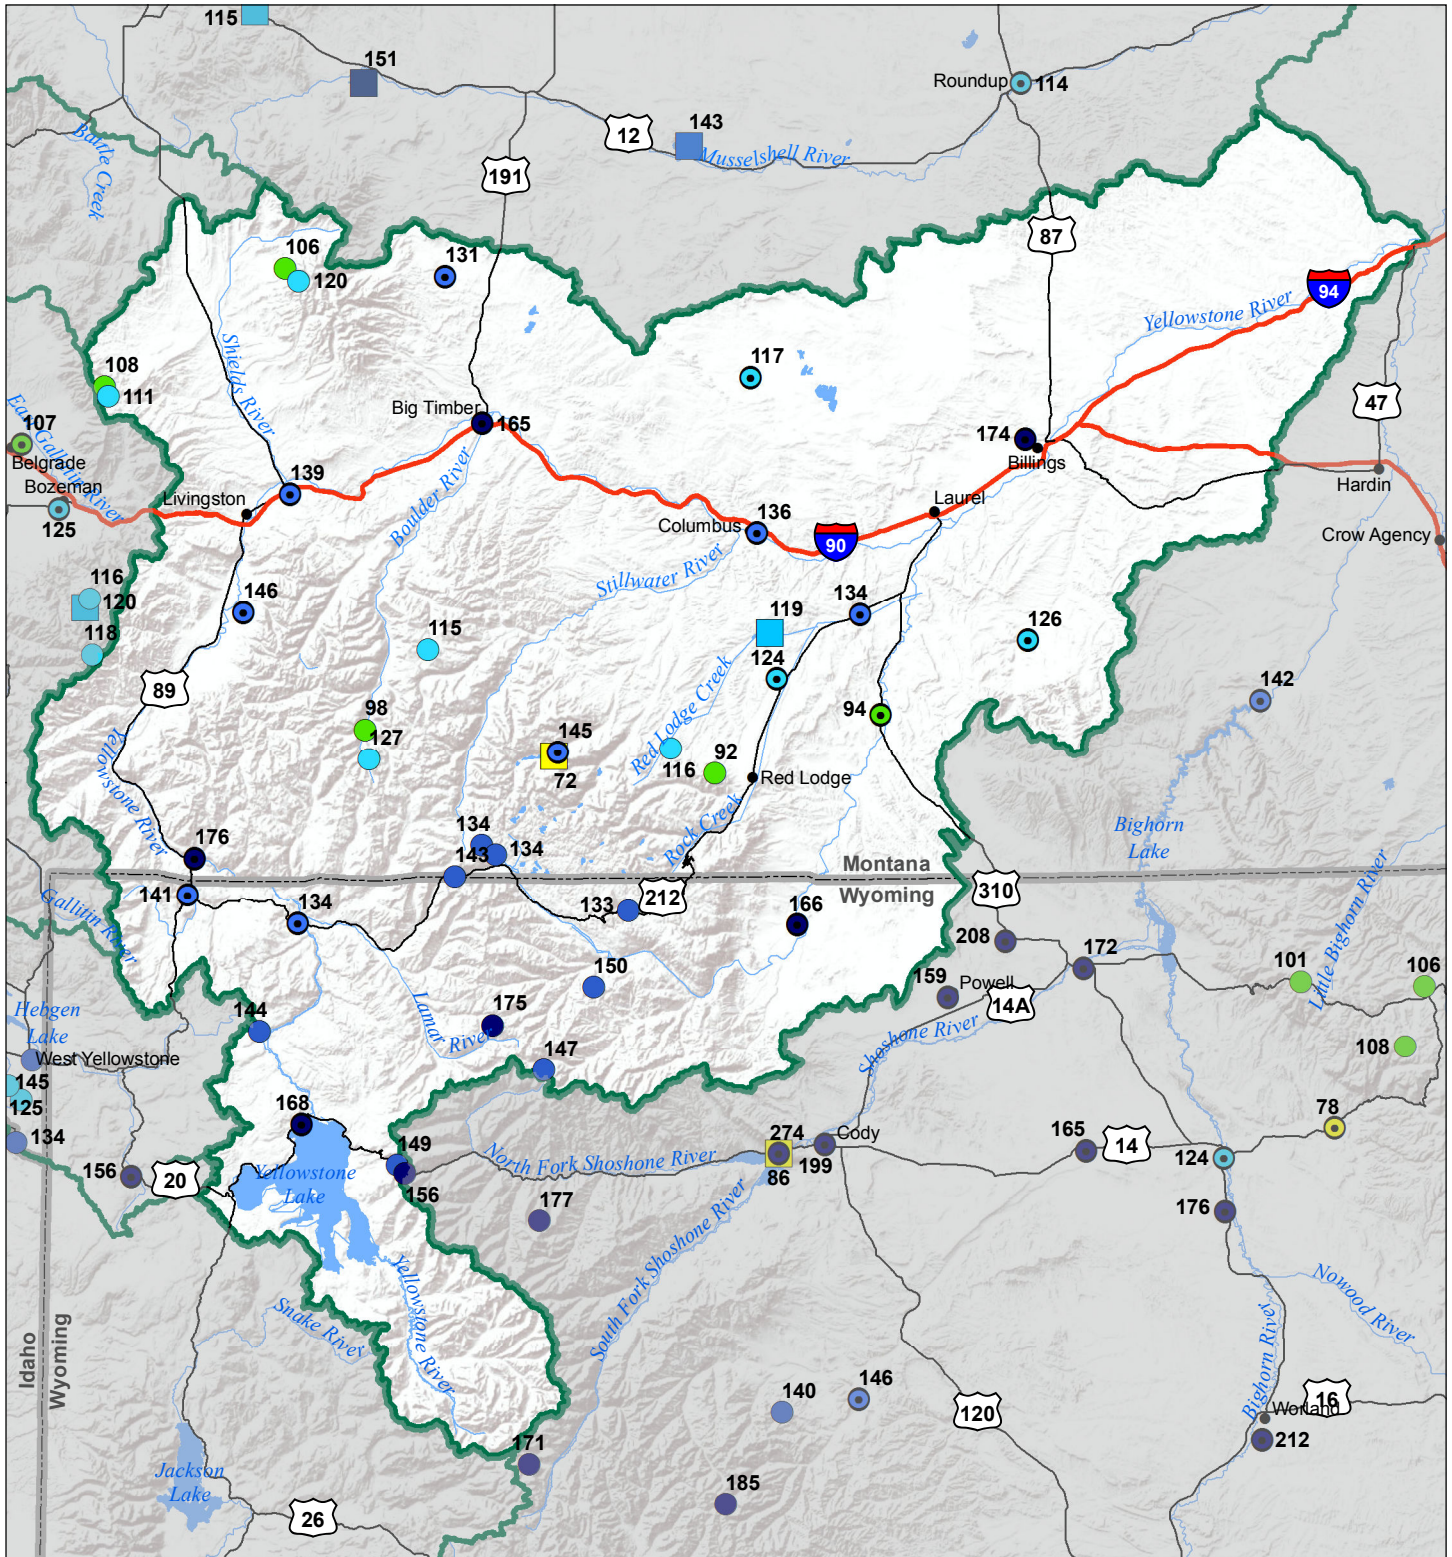 115
151
143
12
Musselshell River
Roundup
114
Battle Creek
191
87
106
120
131
94
Yellowstone River
Shields River
108
111
117
47
East Gallitin River
107
Belgrade
Big Timber
165
174
Billings
Bozeman
125
139
Livingston
Boulder River
Laurel
Hardin
Columbus
136
90
Crow Agency
Stillwater River
116
120
118
146
115
119
134
126
124
89
Red Lodge Creek
142
98
127
145
72
116
92
94
Red Lodge
Yellowstone River
176
134
134
143
Rock Creek
Bighorn
Lake
Montana
Wyoming
Little Bighorn River
141
134
133
212
166
310
Gallitin River
208
172
101
106
150
159
Powell
14A
Hebgen
Lake
144
Lamar River
175
Shoshone River
West Yellowstone
147
108
145
125
134
168
78
149
156
North Fork Shoshone River
274
86
199
Cody
165
14
124
156
20
Yellowstone
Lake
177
176
South Fork Shoshone River
Yellowstone River
Nowood River
Snake River
Idaho
Wyoming
Bighorn River
140
146
120
16
Worland
212
171
Jackson
Lake
185
26